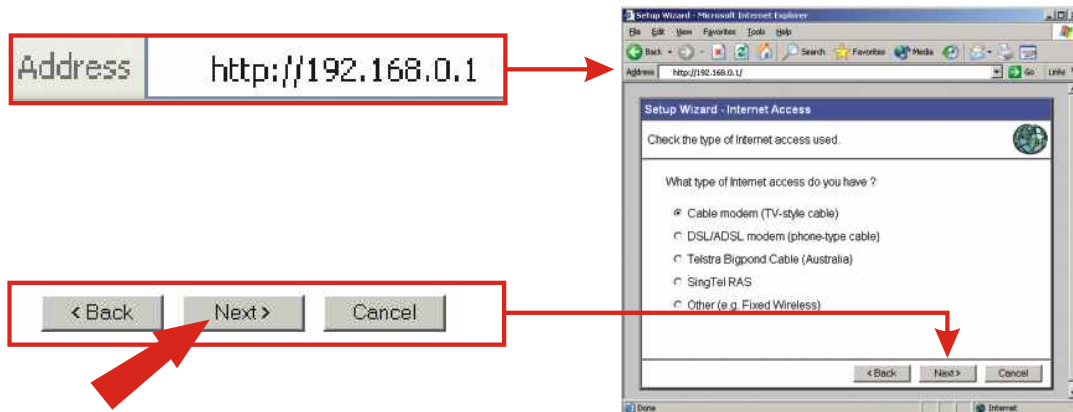 Address http://192.168.0.1
< Back Next > Cancel
Setup Wizard - Microsoft Internet Explorer
File Edit View Favorites Tools Help
Back Search Favorites Media
Address http://192.168.0.1/ Go Links
Setup Wizard - Internet Access
Check the type of Internet access used.
What type of Internet access do you have ?
Cable modem (TV-style cable)
DSL/ADSL modem (phone-type cable)
Telstra Bigpond Cable (Australia)
SingTel RAS
Other (e.g. Fixed Wireless)
< Back Next > Cancel
Done Internet